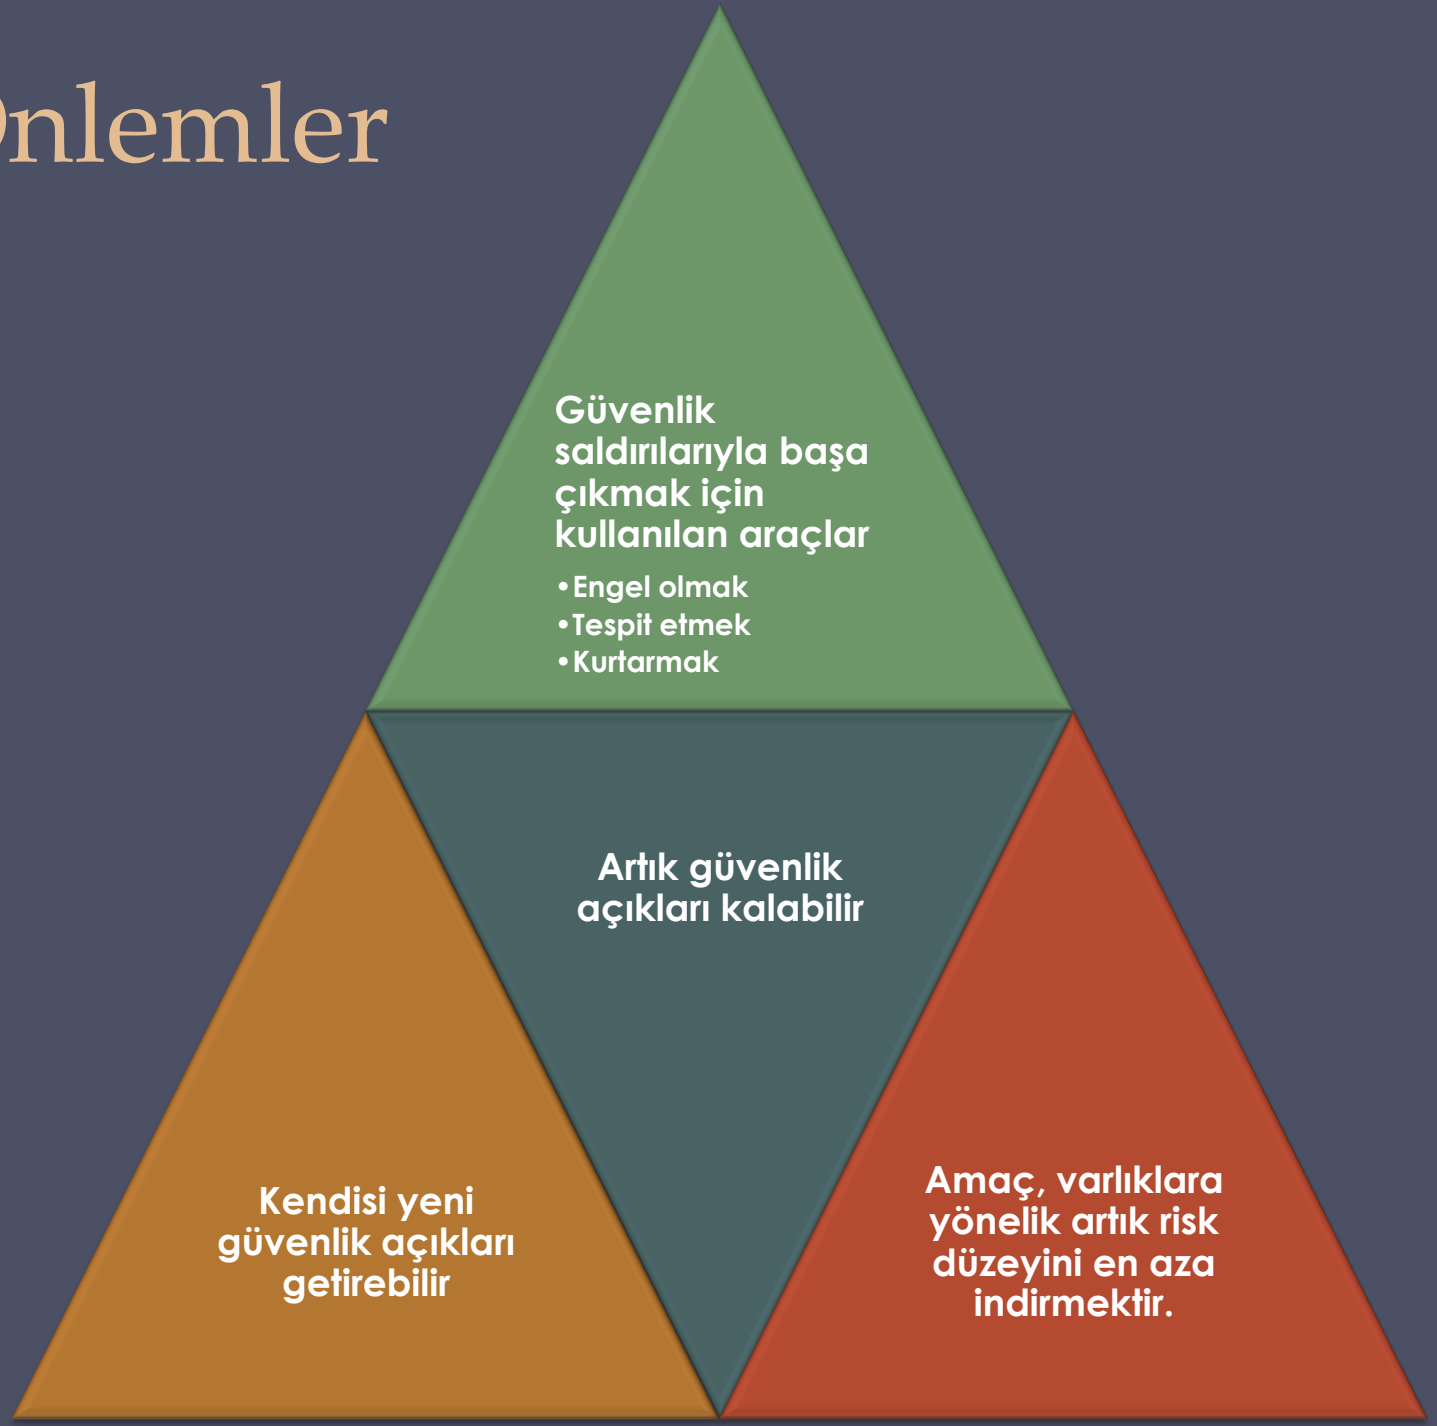 Önlemler
Güvenlik
saldırılarıyla başa
çıkmak için
kullanılan araçlar
•Engel olmak
•Tespit etmek
•Kurtarmak
Artık güvenlik
açıkları kalabilir
Kendisi yeni
güvenlik açıkları
getirebilir
Amaç, varlıklara
yönelik artık risk
düzeyini en aza
indirmektir.